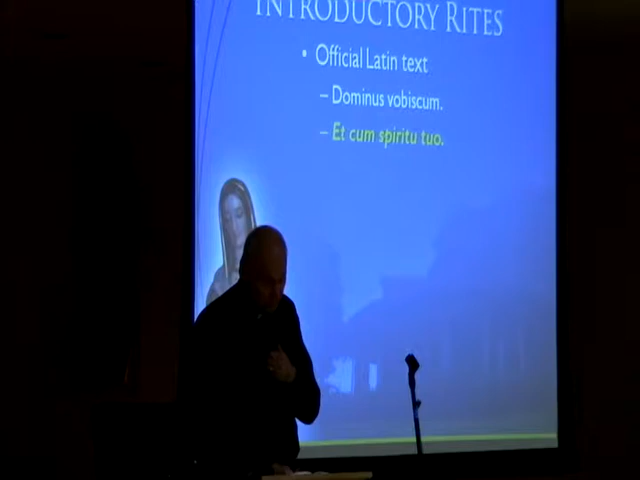 INTRODUCTORY RITES
• Official Latin text
– Dominus vobiscum.
– Et cum spiritu tuo.